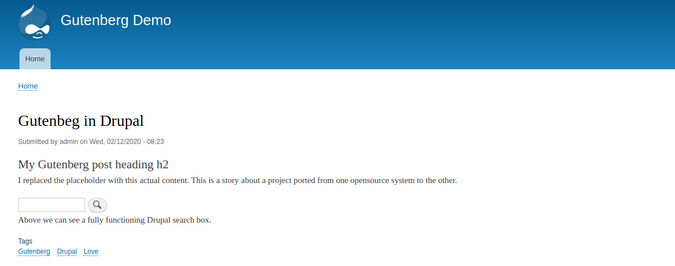 Gutenberg Demo
Home
Home
Gutenbeg in Drupal
Submitted by admin on Wed, 02/12/2020 - 08:23
My Gutenberg post heading h2
I replaced the placeholder with this actual content. This is a story about a project ported from one opensource system to the other.
Above we can see a fully functioning Drupal search box.
Tags
Gutenberg Drupal Love